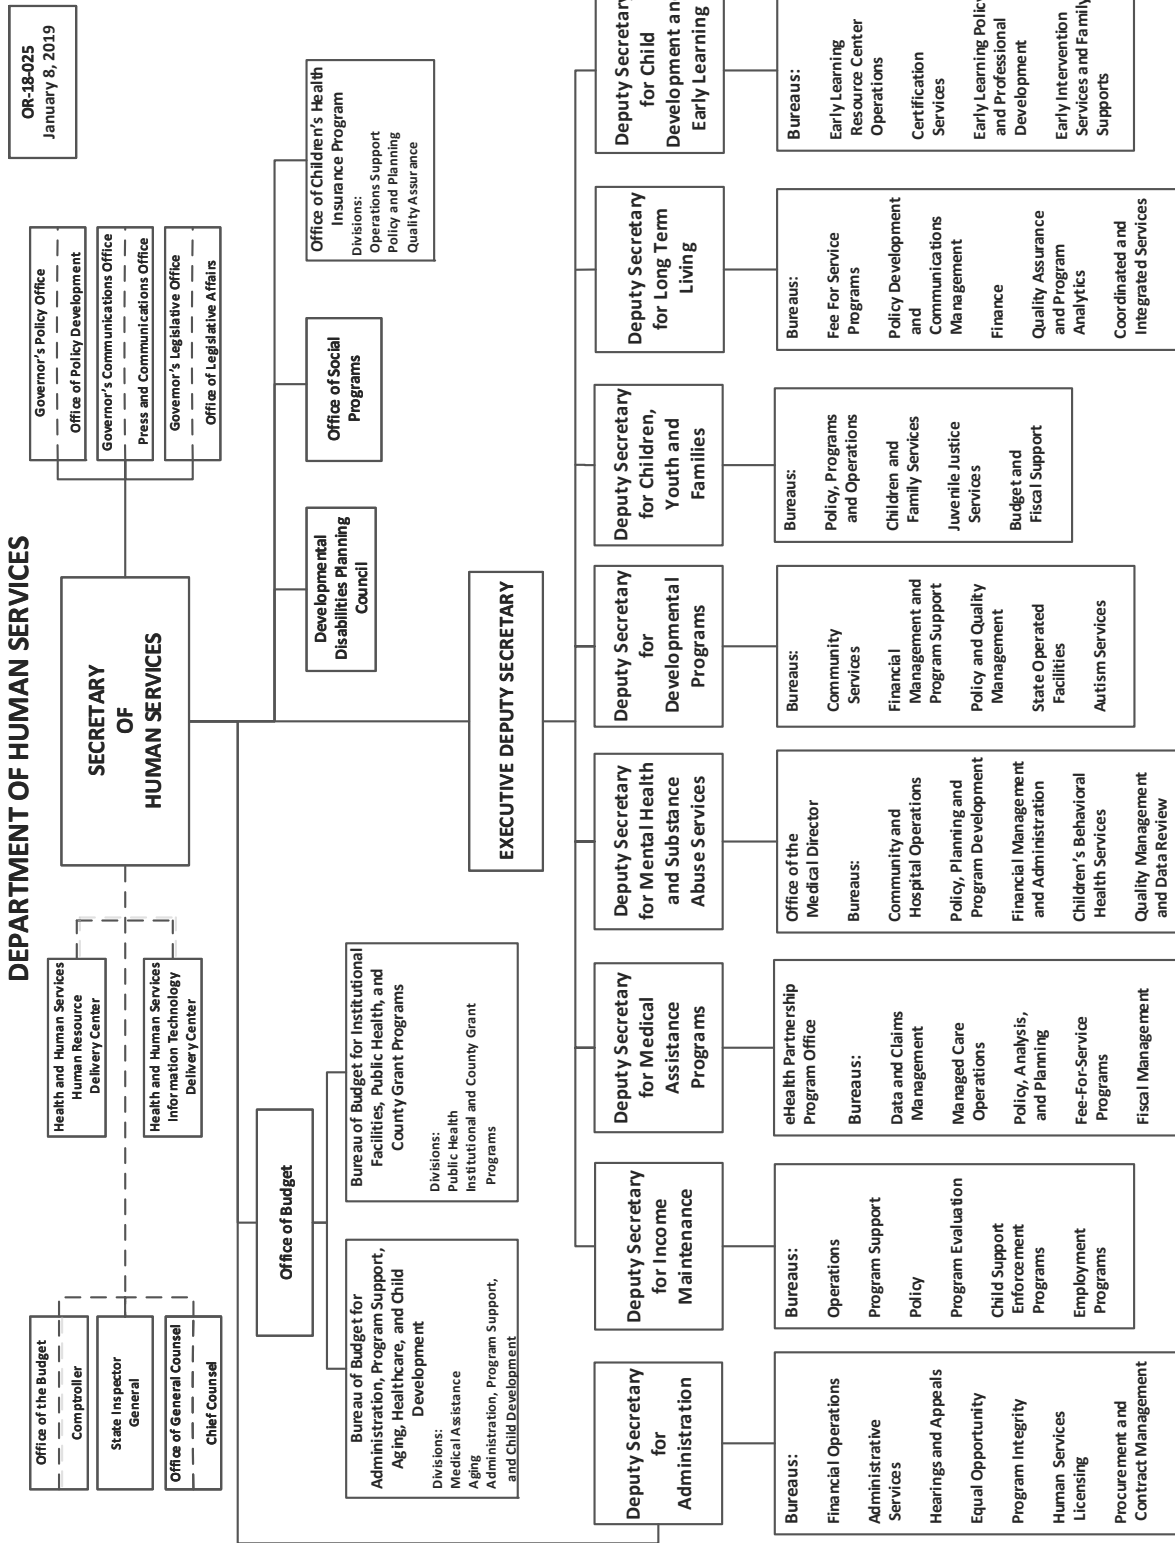 DEPARTMENT OF HUMAN SERVICES
OR-18-025
January 8, 2019
Office of the Budget
Comptroller
State Inspector
General
Office of General Counsel
Chief Counsel
Health and Human Services
Human Resource
Delivery Center
Health and Human Services
Information Technology
Delivery Center
SECRETARY
OF
HUMAN SERVICES
Governor's Policy Office
Office of Policy Development
Governor's Communications Office
Press and Communications Office
Governor's Legislative Office
Office of Legislative Affairs
Office of Budget
Bureau of Budget for
Administration, Program Support,
Aging, Healthcare, and Child
Development
Divisions:
Medical Assistance
Aging
Administration, Program Support,
and Child Development
Bureau of Budget for Institutional
Facilities, Public Health, and
County Grant Programs
Divisions:
Public Health
Institutional and County Grant
Programs
Developmental
Disabilities Planning
Council
Office of Social
Programs
Office of Children's Health
Insurance Program
Divisions:
Operations Support
Policy and Planning
Quality Assurance
EXECUTIVE DEPUTY SECRETARY
Deputy Secretary
for
Administration
Bureaus:
Financial Operations
Administrative
Services
Hearings and Appeals
Equal Opportunity
Program Integrity
Human Services
Licensing
Procurement and
Contract Management
Deputy Secretary
for Income
Maintenance
Bureaus:
Operations
Program Support
Policy
Program Evaluation
Child Support
Enforcement
Programs
Employment
Programs
Deputy Secretary
for Medical
Assistance
Programs
eHealth Partnership
Program Office
Bureaus:
Data and Claims
Management
Managed Care
Operations
Policy, Analysis,
and Planning
Fee-For-Service
Programs
Fiscal Management
Deputy Secretary
for Mental Health
and Substance
Abuse Services
Office of the
Medical Director
Bureaus:
Community and
Hospital Operations
Policy, Planning and
Program Development
Financial Management
and Administration
Children's Behavioral
Health Services
Quality Management
and Data Review
Deputy Secretary
for
Developmental
Programs
Bureaus:
Community
Services
Financial
Management and
Program Support
Policy and Quality
Management
State Operated
Facilities
Autism Services
Deputy Secretary
for Children,
Youth and
Families
Bureaus:
Policy, Programs
and Operations
Children and
Family Services
Juvenile Justice
Services
Budget and
Fiscal Support
Deputy Secretary
for Long Term
Living
Bureaus:
Fee For Service
Programs
Policy Development
and
Communications
Management
Finance
Quality Assurance
and Program
Analytics
Coordinated and
Integrated Services
Deputy Secretary
for Child
Development an
Early Learning
Bureaus:
Early Learning
Resource Center
Operations
Certification
Services
Early Learning Policy
and Professional
Development
Early Intervention
Services and Family
Supports